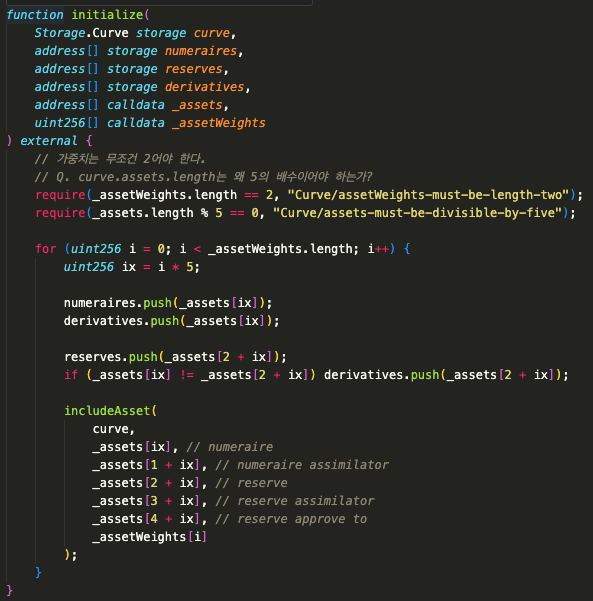 function initialize(
    Storage.Curve storage curve,
    address[] storage numeraires,
    address[] storage reserves,
    address[] storage derivatives,
    address[] calldata _assets,
    uint256[] calldata _assetWeights
) external {
    // 가중치는 무조건 2어야 한다.
    // Q. curve.assets.length는 왜 5의 배수이어야 하는가?
    require(_assetWeights.length == 2, "Curve/assetWeights-must-be-length-two");
    require(_assets.length % 5 == 0, "Curve/assets-must-be-divisible-by-five");

    for (uint256 i = 0; i < _assetWeights.length; i++) {
        uint256 ix = i * 5;

        numeraires.push(_assets[ix]);
        derivatives.push(_assets[ix]);

        reserves.push(_assets[2 + ix]);
        if (_assets[ix] != _assets[2 + ix]) derivatives.push(_assets[2 + ix]);

        includeAsset(
            curve,
            _assets[ix], // numeraire
            _assets[1 + ix], // numeraire assimilator
            _assets[2 + ix], // reserve
            _assets[3 + ix], // reserve assimilator
            _assets[4 + ix], // reserve approve to
            _assetWeights[i]
        );
    }
}